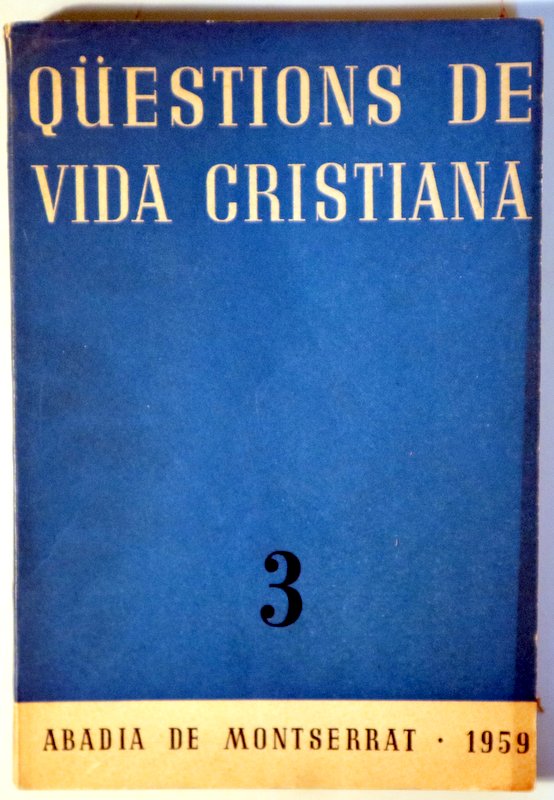 QÜESTIONS DE
VIDA CRISTIANA
3
ABADIA DE MONTSERRAT · 1959